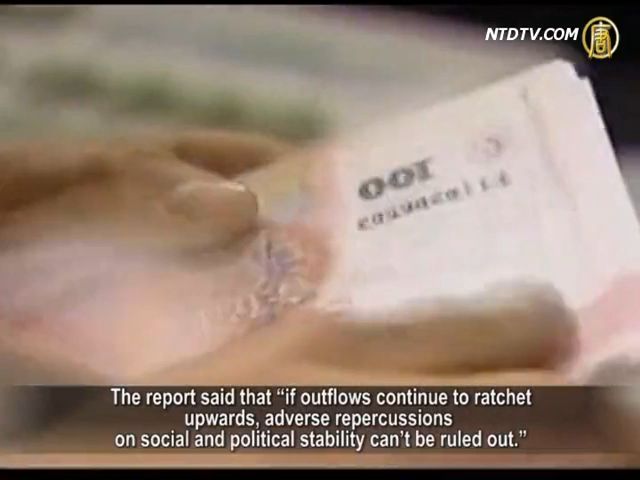 NTDTV.COM
唐
100
The report said that “if outflows continue to ratchet
upwards, adverse repercussions
on social and political stability can’t be ruled out.”